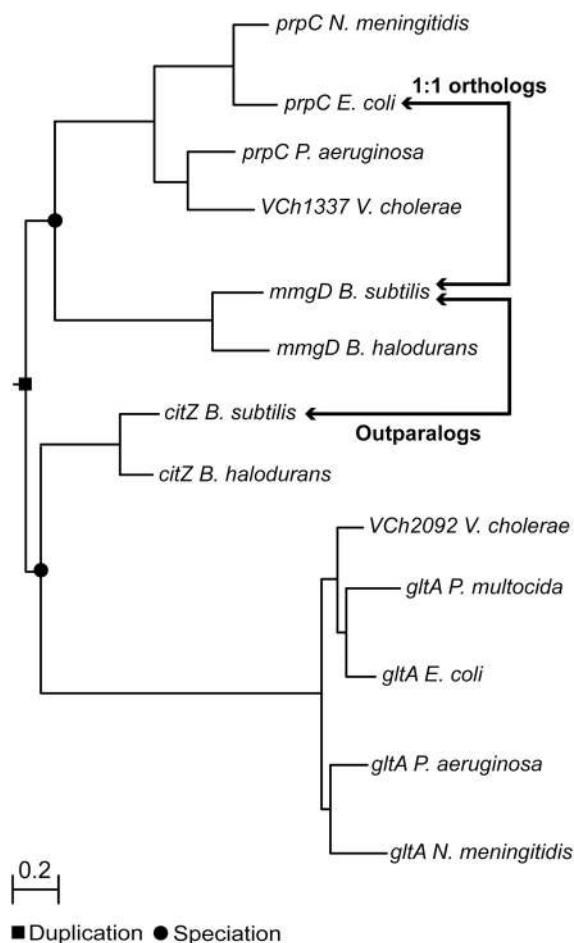 prpC N. meningitidis
1:1 orthologs
prpC E. coli
prpC P. aeruginosa
VCh1337 V. cholerae
mmgD B. subtilis
mmgD B. halodurans
citZ B. subtilis
Outparalogs
citZ B. halodurans
VCh2092 V. cholerae
gltA P. multocida
gltA E. coli
gltA P. aeruginosa
gltA N. meningitidis
0.2
Duplication Speciation